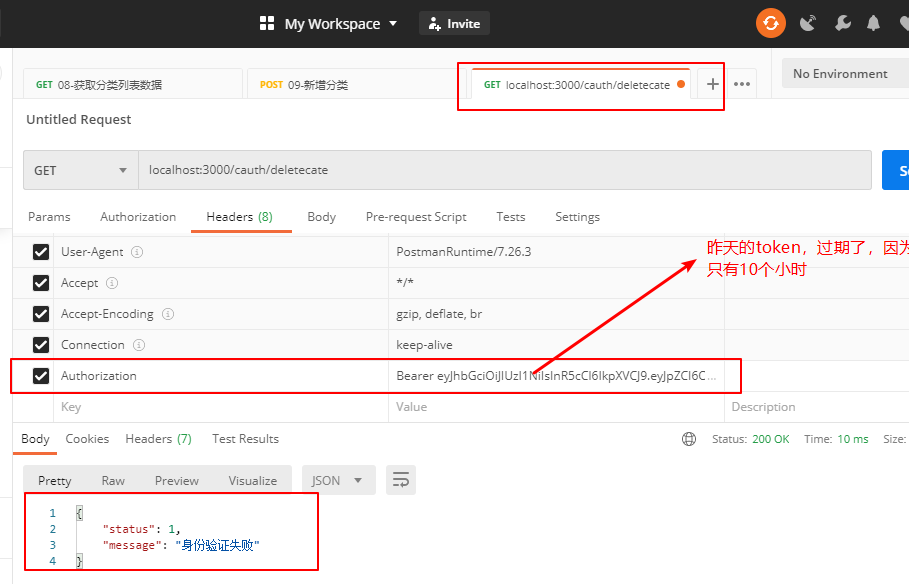 My Workspace
Invite
GET 08-获取分类列表数据
POST 09-新增分类
GET localhost:3000/cauth/deletecate
No Environment
Untitled Request
GET
localhost:3000/cauth/deletecate
Params
Authorization
Headers (8)
Body
Pre-request Script
Tests
Settings
User-Agent
PostmanRuntime/7.26.3
昨天的token，过期了，因为
只有10个小时
Accept
*/*
Accept-Encoding
gzip, deflate, br
Connection
keep-alive
Authorization
Bearer eyJhbGciOiJIUzI1NiIsInR5cCI6IkpXVCJ9.eyJpZCI6C...
Key
Value
Description
Body
Cookies
Headers (7)
Test Results
Status: 200 OK
Time: 10 ms
Size:
Pretty
Raw
Preview
Visualize
JSON
1 {
2 "status": 1,
3 "message": "身份验证失败"
4 }